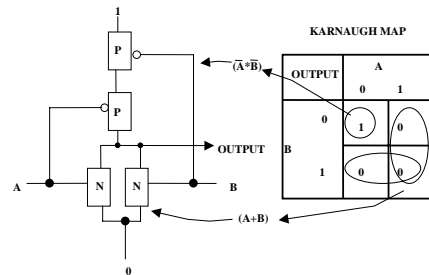 1
P
P
(A̅*B̅)
OUTPUT
N
N
A
B
(A+B)
0
KARNAUGH MAP
OUTPUT
A
0 1
B
0 1 0
1 0 0